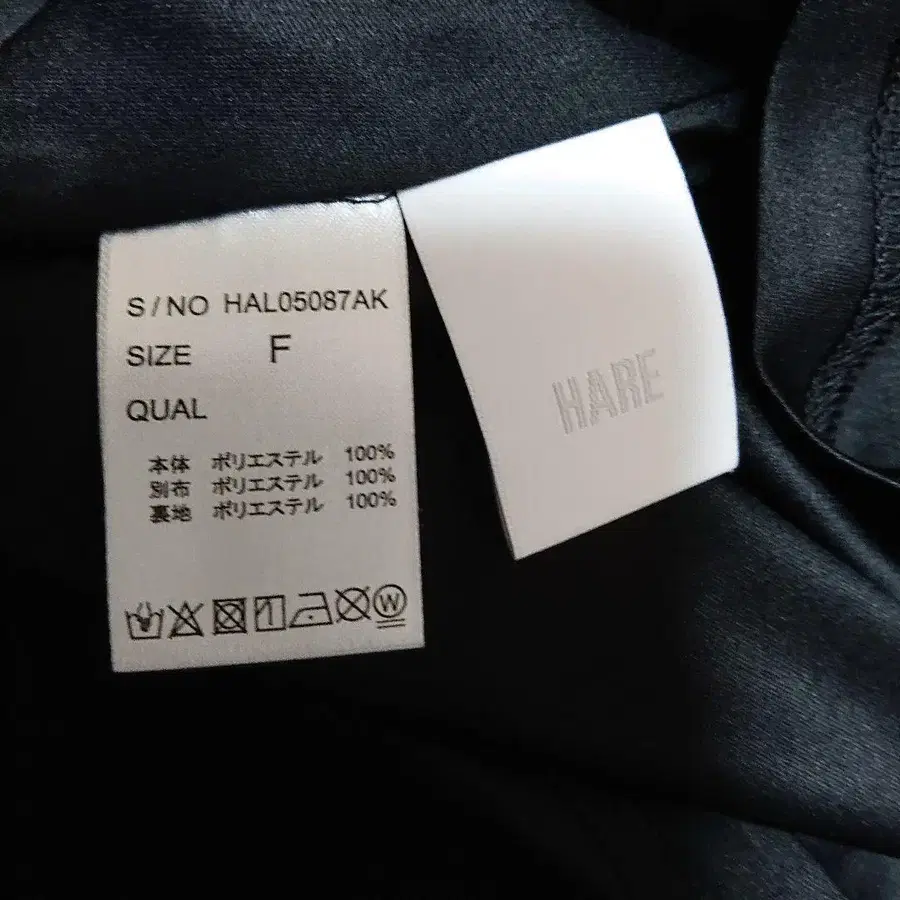 S / NO HAL05087AK
SIZE F
QUAL
本体 ポリエステル 100%
別布 ポリエステル 100%
裏地 ポリエステル 100%
W
HARE